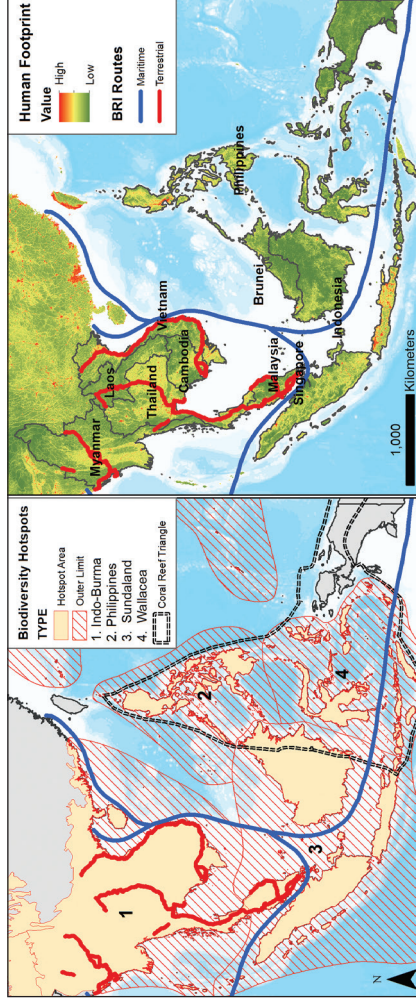 Biodiversity Hotspots
TYPE
Hotspot Area
Outer Limit
1. Indo-Burma
2. Philippines
3. Sundaland
4. Wallacea
Coral Reef Triangle
1
2
3
4
N
Human Footprint
Value
High
Low
BRI Routes
Maritime
Terrestrial
Myanmar
Laos
Thailand
Vietnam
Cambodia
Philippines
Brunei
Malaysia
Singapore
Indonesia
1,000
Kilometers